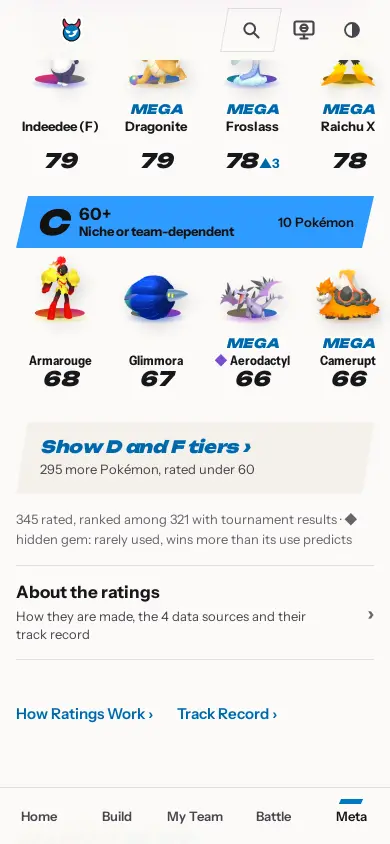 MEGA MEGA MEGA
Indeedee (F) Dragonite Froslass Raichu X
79 79 78▲3 78
C 60+
Niche or team-dependent 10 Pokémon
MEGA MEGA
Armarouge Glimmora ◆ Aerodactyl Camerupt
68 67 66 66
Show D and F tiers ›
295 more Pokémon, rated under 60
345 rated, ranked among 321 with tournament results · ◆
hidden gem: rarely used, wins more than its use predicts
About the ratings
How they are made, the 4 data sources and their
track record ›
How Ratings Work › Track Record ›
Home Build My Team Battle Meta